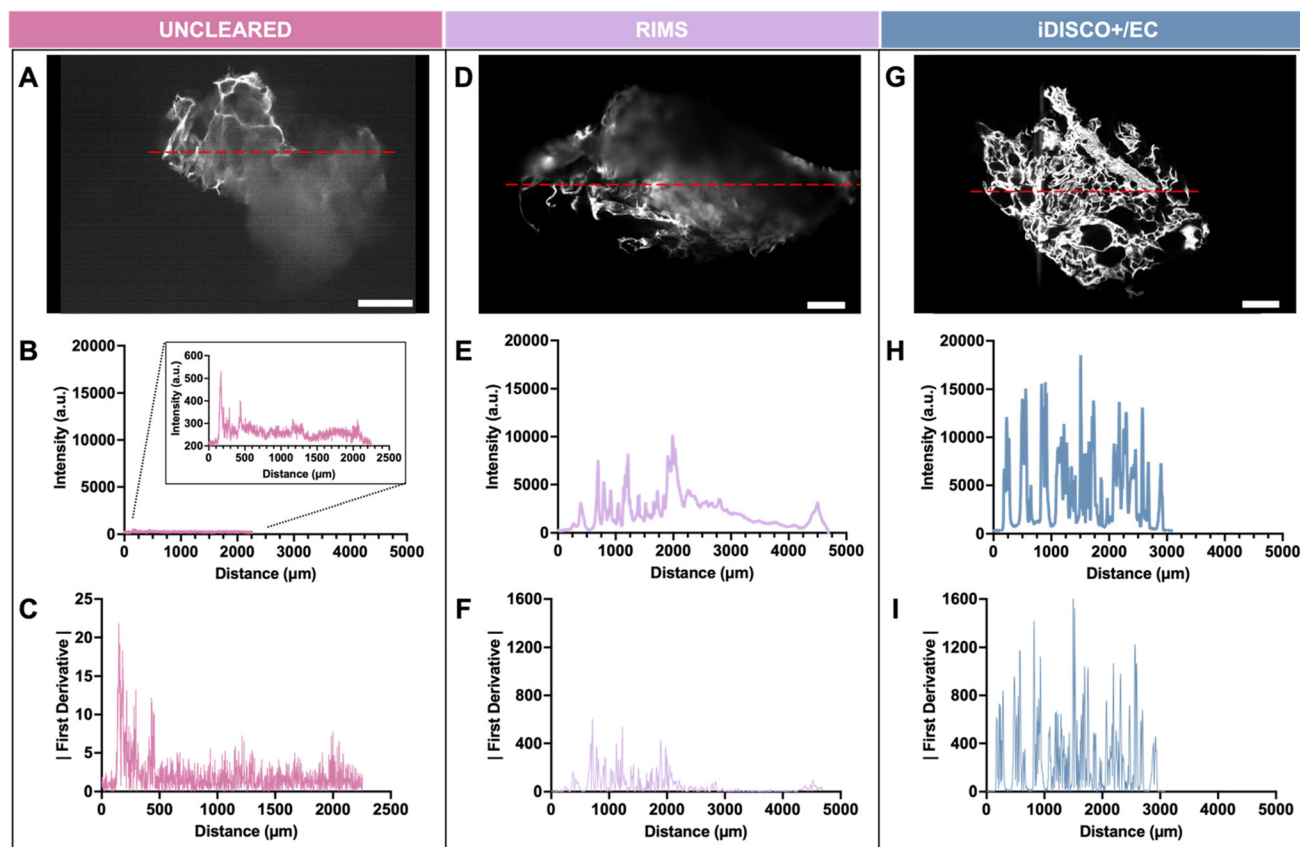 UNCLEARED
RIMS
iDISCO+/EC
A
D
G
B
20000
15000
10000
5000
0
Intensity (a.u.)
0 1000 2000 3000 4000 5000
Distance (µm)
600
500
400
300
200
Intensity (a.u.)
0 500 1000 1500 2000 2500
Distance (µm)
E
20000
15000
10000
5000
0
Intensity (a.u.)
0 1000 2000 3000 4000 5000
Distance (µm)
H
20000
15000
10000
5000
0
Intensity (a.u.)
0 1000 2000 3000 4000 5000
Distance (µm)
C
25
20
15
10
5
0
| First Derivative |
0 500 1000 1500 2000 2500
Distance (µm)
F
1600
1200
800
400
0
| First Derivative |
0 1000 2000 3000 4000 5000
Distance (µm)
I
1600
1200
800
400
0
| First Derivative |
0 1000 2000 3000 4000 5000
Distance (µm)